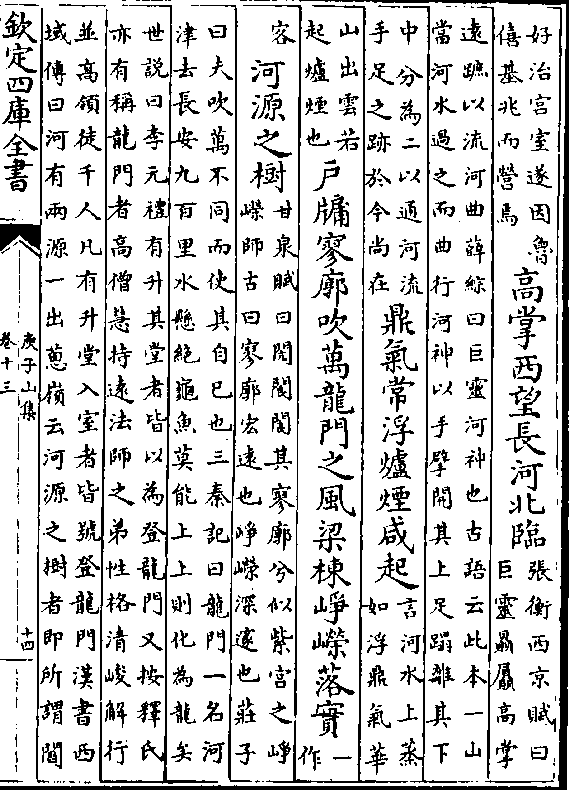 好治宮室遂因魯
僖基兆而營焉
高掌西望長河北臨
張衡西京賦曰
巨靈贔屭高掌
遠蹠以流河曲薛綜曰巨靈河神也古語云此本一山
當河水過之而曲行河神以手擘開其上足蹋離其下
中分為二以通河流
手足之跡於今尚在
鼎氣常浮爐煙咸起
言河水上蒸
如浮鼎氣華
山出雲若
起爐煙也
戶牖寥廓吹萬龍門之風梁棟崢嶸落實
一
作
容
河源之樹
甘泉賦曰閌閬閬其寥廓兮似紫宮之崢
嶸師古曰寥廓宏遠也崢嶸深邃也莊子
曰夫吹萬不同而使其自已也三秦記曰龍門一名河
津去長安九百里水懸絕龜魚莫能上上則化為龍矣
世說曰李元禮有升其堂者皆以為登龍門又按釋氏
亦有稱龍門者高僧慧持遠法師之弟性格清峻解行
並高領徒千人凡有升堂入室者皆號登龍門漢書西
域傳曰河有兩源一出蔥嶺云河源之樹者即所謂閬
欽定四庫全書
庾子山集
卷十三
十四